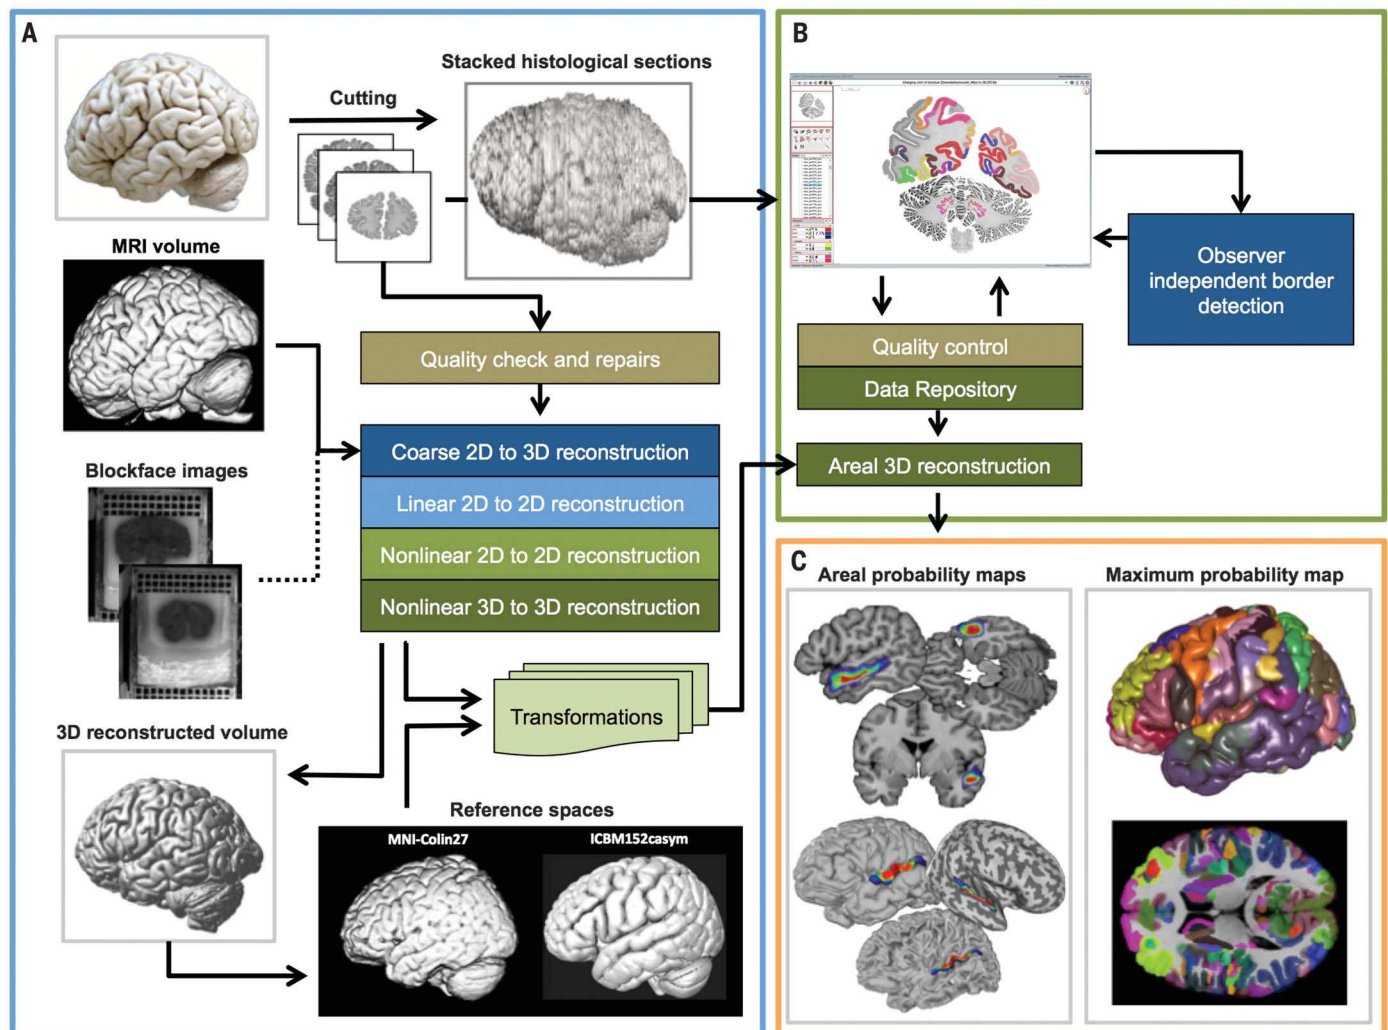 A
Stacked histological sections
Cutting
MRI volume
Quality check and repairs
Blockface images
Coarse 2D to 3D reconstruction
Linear 2D to 2D reconstruction
Nonlinear 2D to 2D reconstruction
Nonlinear 3D to 3D reconstruction
Transformations
3D reconstructed volume
Reference spaces
MNI-Colin27
ICBM152casym
B
Observer
independent border
detection
Quality control
Data Repository
Areal 3D reconstruction
C
Areal probability maps
Maximum probability map